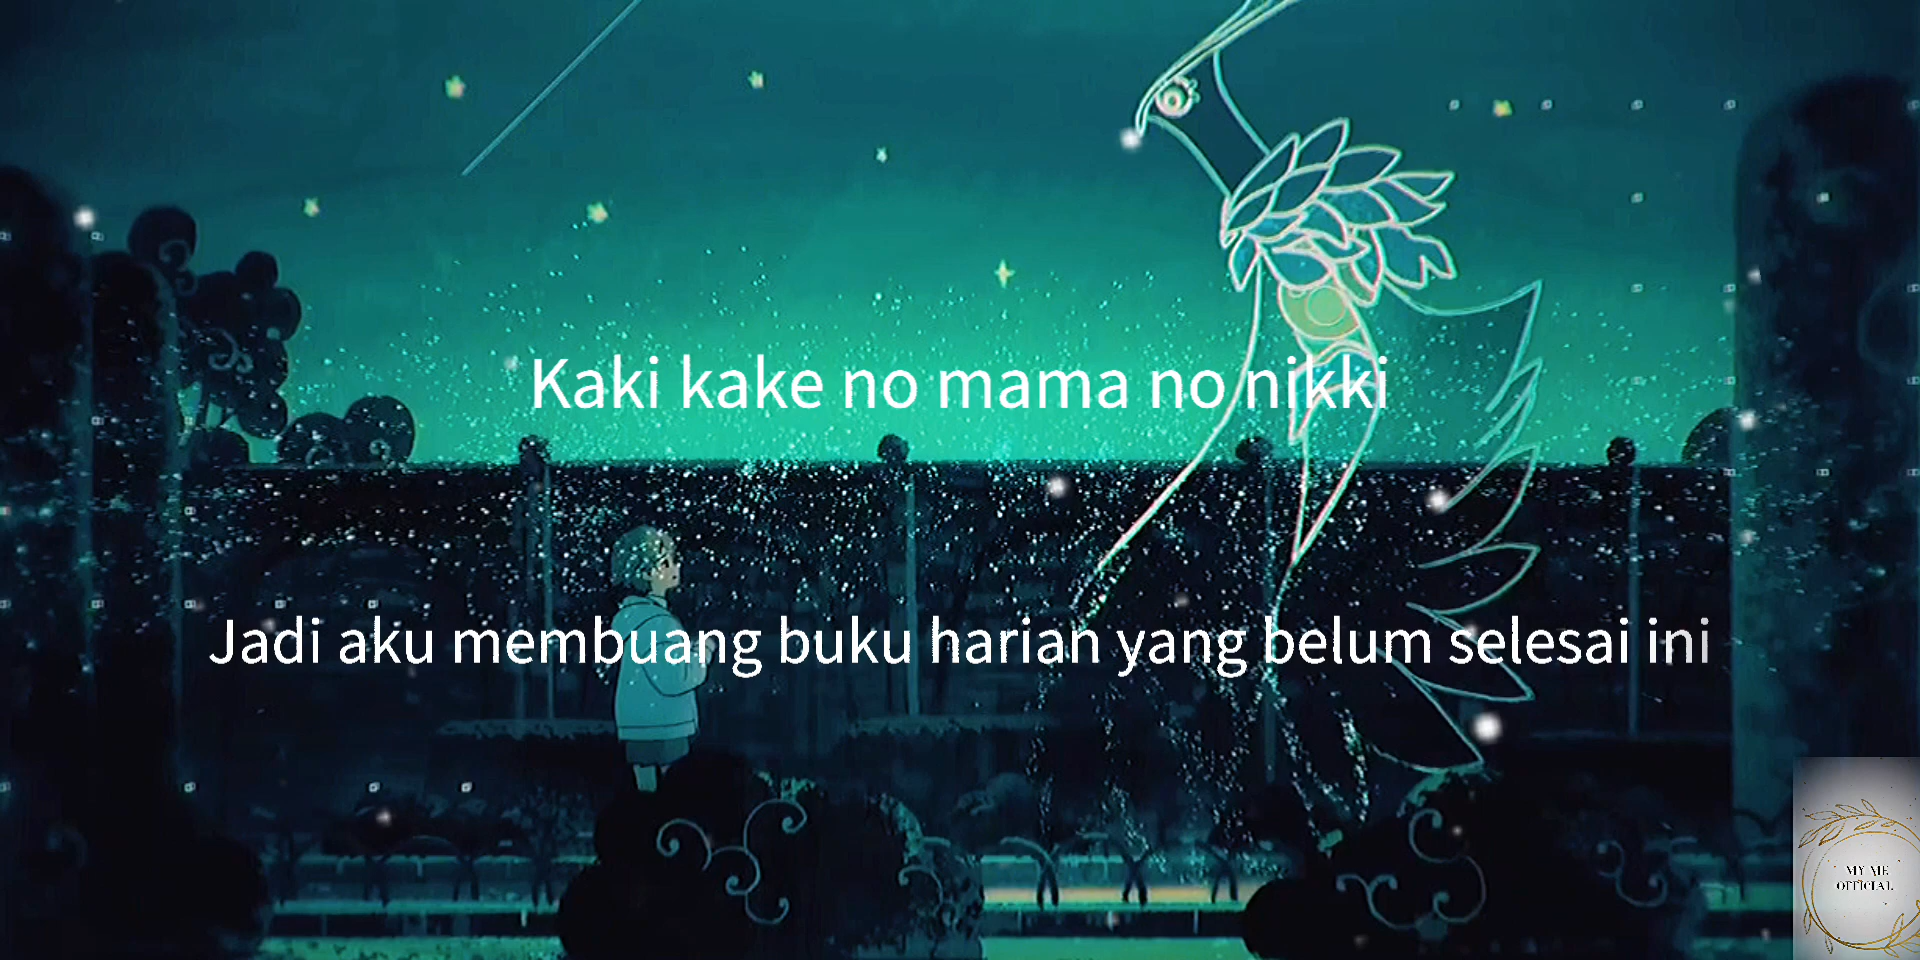 Kaki kake no mama no nikki
Jadi aku membuang buku harian yang belum selesai ini
MY ME
OFFICIAL